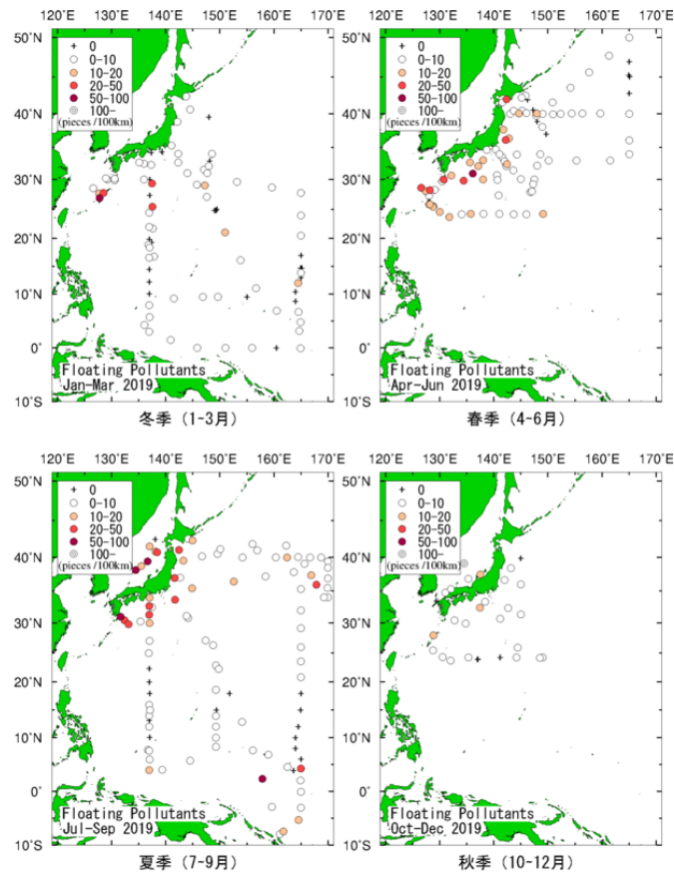 120°E 130°E 140°E 150°E 160°E 170°E
50°N
40°N
30°N
20°N
10°N
0°
10°S
0
0-10
10-20
20-50
50-100
100-
(pieces/100km)
Floating Pollutants
Jan-Mar 2019
冬季 (1-3月)
120°E 130°E 140°E 150°E 160°E 170°E
50°N
40°N
30°N
20°N
10°N
0°
10°S
0
0-10
10-20
20-50
50-100
100-
(pieces/100km)
Floating Pollutants
Apr-Jun 2019
春季 (4-6月)
120°E 130°E 140°E 150°E 160°E 170°E
50°N
40°N
30°N
20°N
10°N
0°
10°S
0
0-10
10-20
20-50
50-100
100-
(pieces/100km)
Floating Pollutants
Jul-Sep 2019
夏季 (7-9月)
120°E 130°E 140°E 150°E 160°E 170°E
50°N
40°N
30°N
20°N
10°N
0°
10°S
0
0-10
10-20
20-50
50-100
100-
(pieces/100km)
Floating Pollutants
Oct-Dec 2019
秋季 (10-12月)